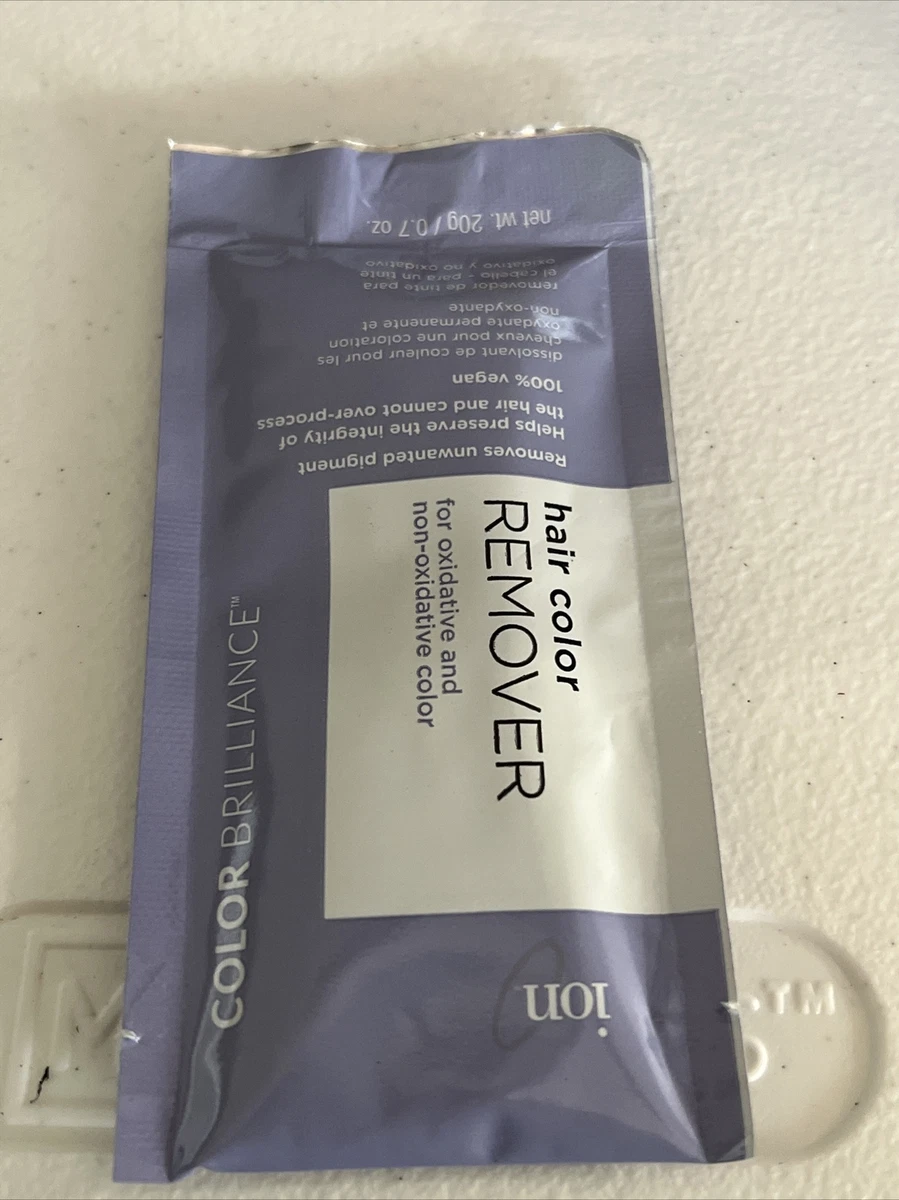 ion
hair color
REMOVER
for oxidative and
non-oxidative color
COLOR BRILLIANCE™
Removes unwanted pigment
Helps preserve the integrity of
the hair and cannot over-process
100% vegan
dissolvant de couleur pour les
cheveux pour une coloration
oxydante permanente et
non-oxydante
removedor de tinte para
el cabello - para un tinte
oxidativo y no oxidativo
net wt. 20g / 0.7 oz.
M
.TM